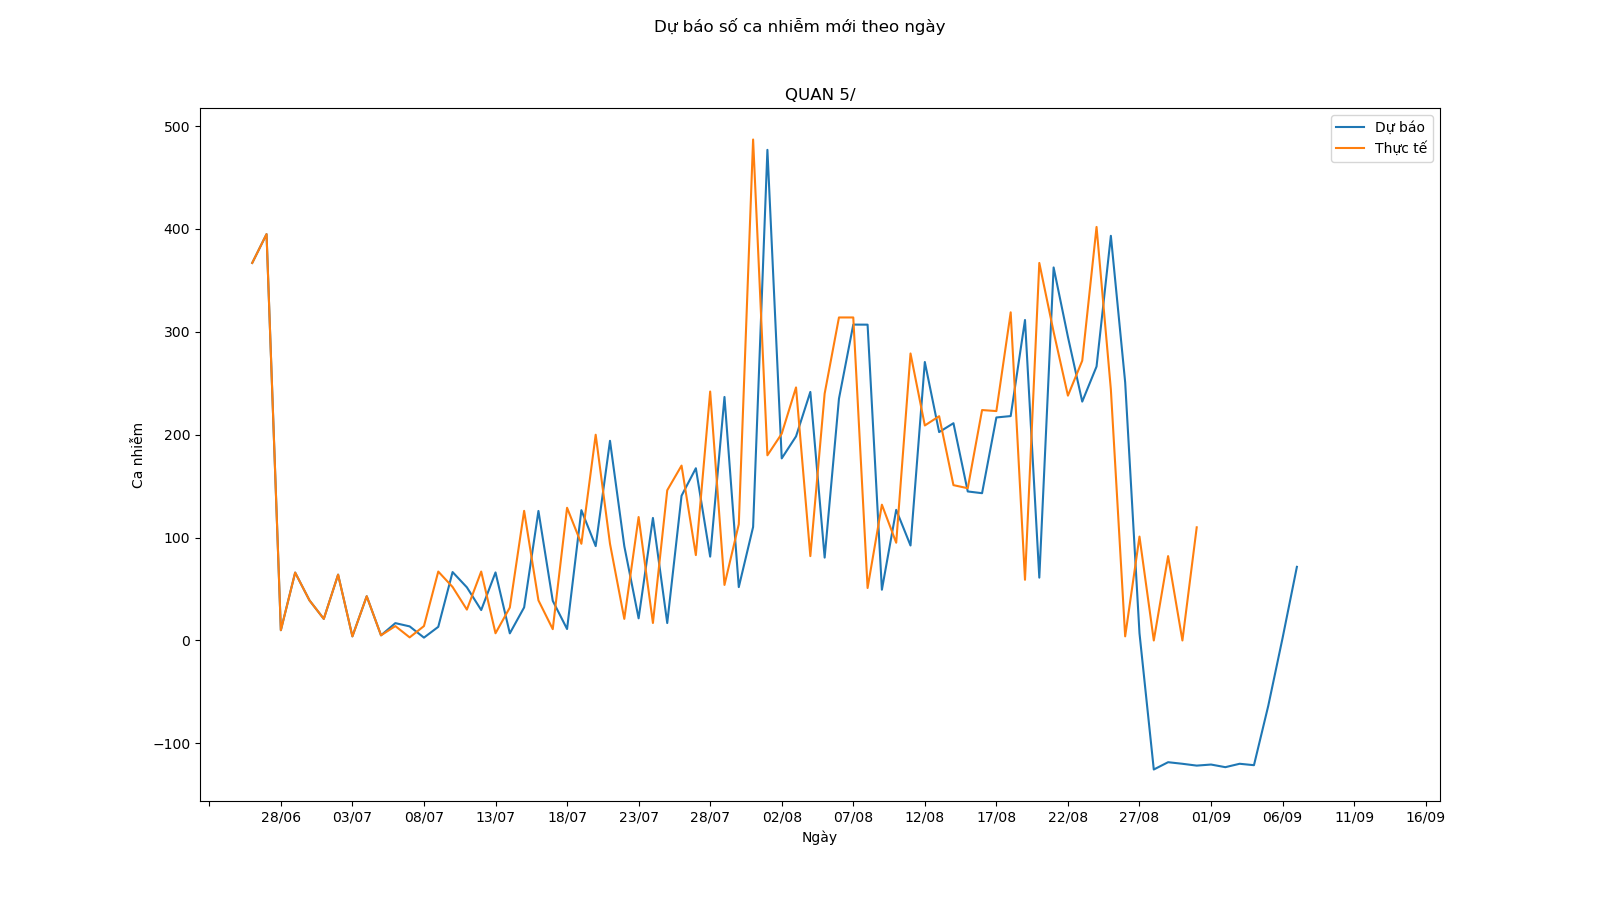 Dự báo số ca nhiễm mới theo ngày
QUAN 5/
Dự báo
Thực tế
500
400
300
200
100
0
−100
Ca nhiễm
28/06 03/07 08/07 13/07 18/07 23/07 28/07 02/08 07/08 12/08 17/08 22/08 27/08 01/09 06/09 11/09 16/09
Ngày